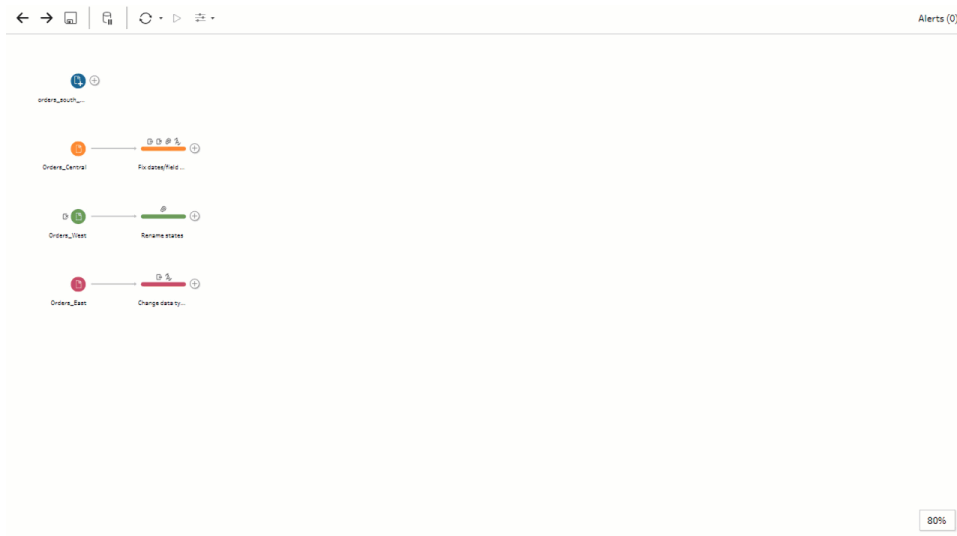 Alerts (0)
orders_south_...
Orders_Central
Fix dates/field ...
Orders_West
Rename states
Orders_East
Change data ty...
80%